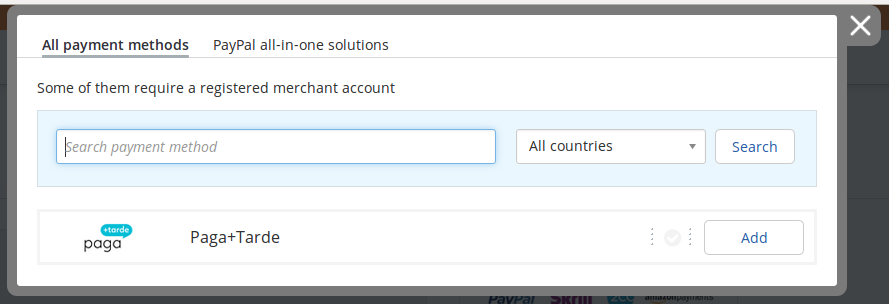 All payment methods PayPal all-in-one solutions
Some of them require a registered merchant account
Search payment method All countries Search
+tarde
paga
Paga+Tarde Add
PayPal Skrill amazonpayments